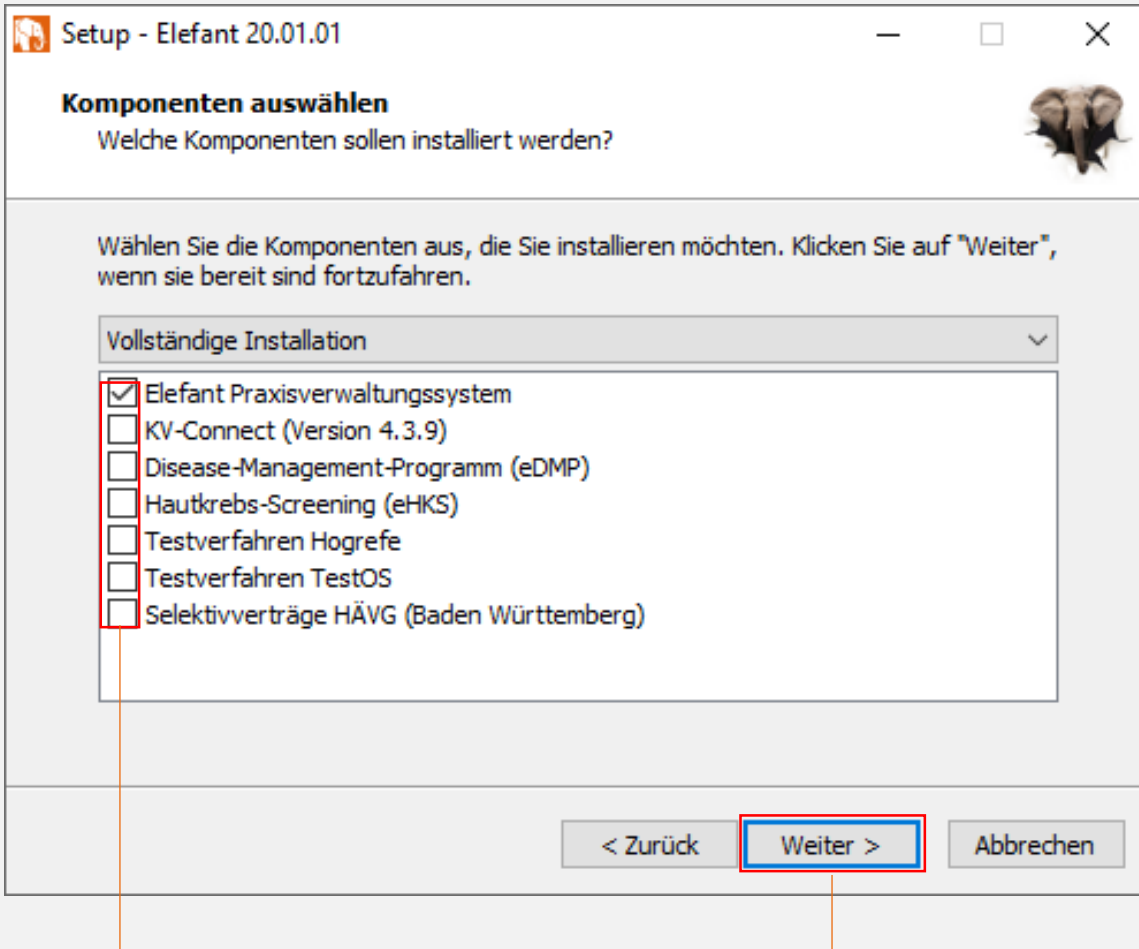 Setup - Elefant 20.01.01
Komponenten auswählen
Welche Komponenten sollen installiert werden?
Wählen Sie die Komponenten aus, die Sie installieren möchten. Klicken Sie auf "Weiter",
wenn sie bereit sind fortzufahren.
Vollständige Installation
Elefant Praxisverwaltungssystem
KV-Connect (Version 4.3.9)
Disease-Management-Programm (eDMP)
Hautkrebs-Screening (eHKS)
Testverfahren Hogrefe
Testverfahren TestOS
Selektivverträge HÄVG (Baden Württemberg)
< Zurück
Weiter >
Abbrechen